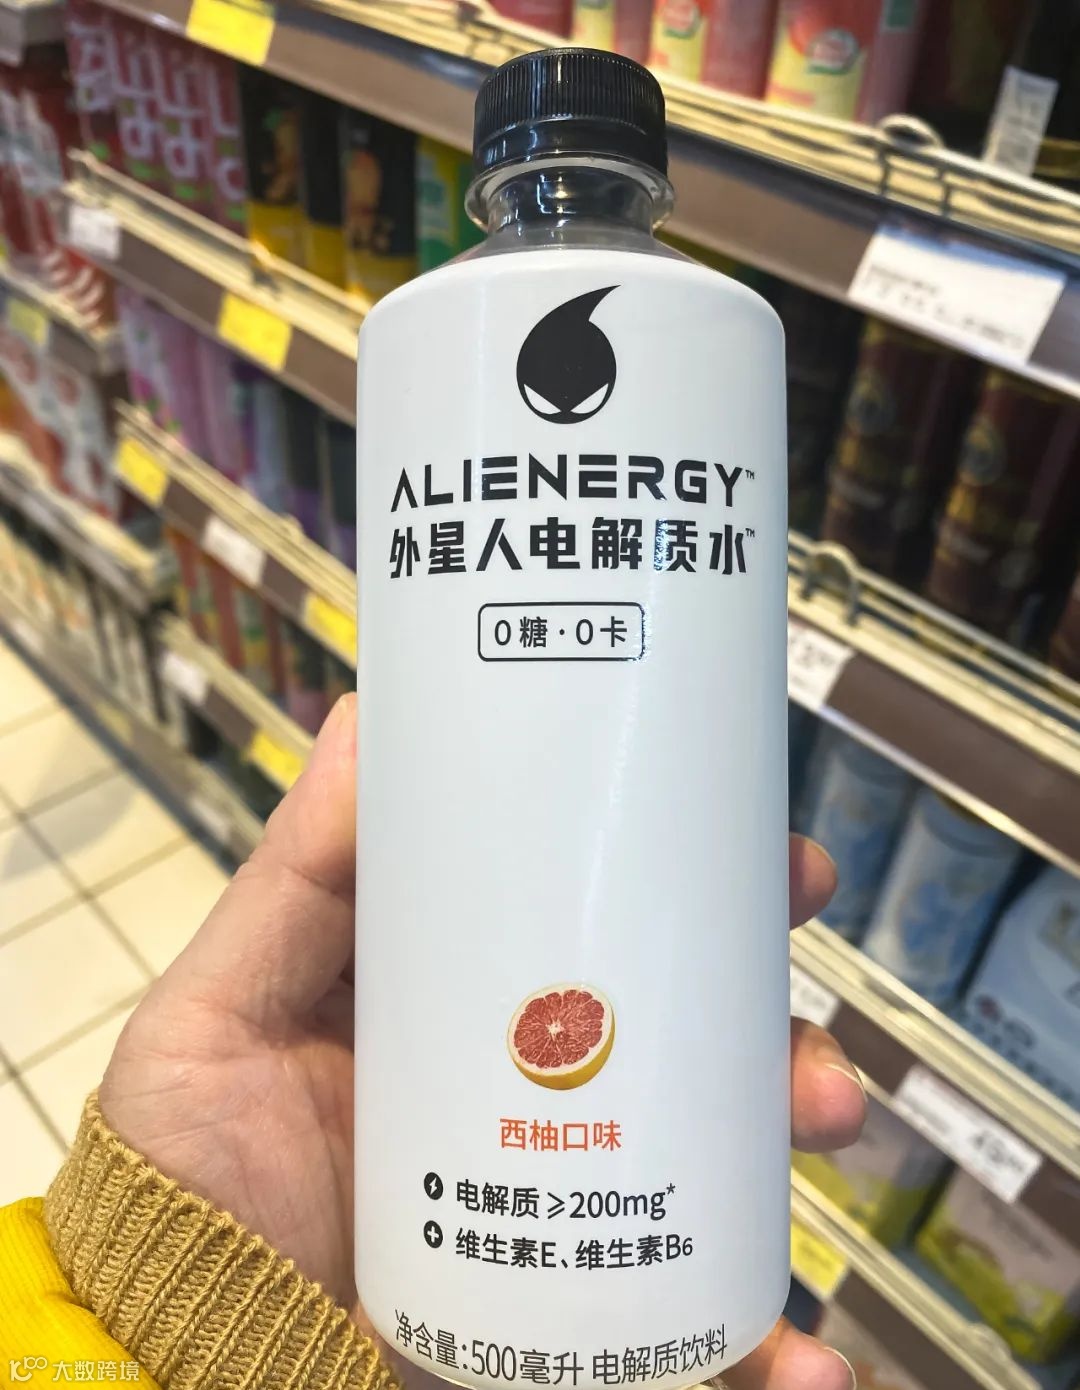 ALIENERGY™
外星人电解质水™
0糖·0卡
西柚口味
电解质≥200mg*
维生素E、维生素B6
净含量:500毫升 电解质饮料
大数跨境